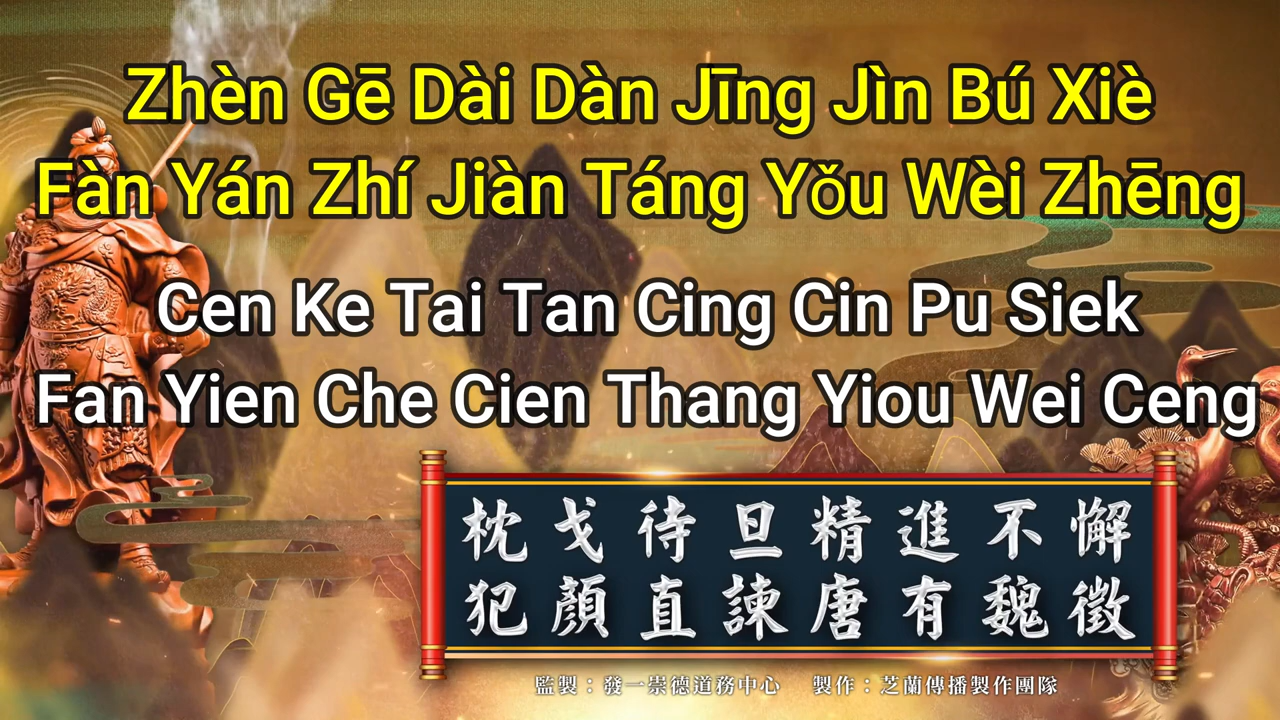 Zhèn Gē Dài Dàn Jīng Jìn Bú Xiè
Fàn Yán Zhí Jiàn Táng Yǒu Wèi Zhēng
Cen Ke Tai Tan Cing Cin Pu Siek
Fan Yien Che Cien Thang Yiou Wei Ceng
枕戈待旦精進不懈
犯顏直諫唐有魏徵
監製：發一崇德道務中心 製作：芝蘭傳播製作團隊